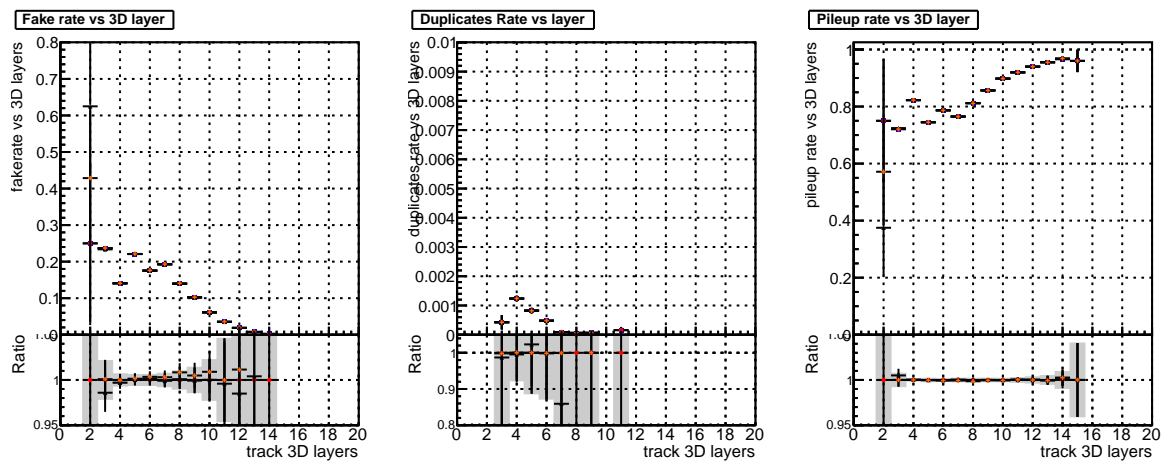 Fake rate vs 3D layer
fakerate vs 3D layers
0.8
0.7
0.6
0.5
0.4
0.3
0.2
0.1
0
Ratio
1
0.95
0 2 4 6 8 10 12 14 16 18 20
track 3D layers
Duplicates Rate vs layer
duplicates rate vs 3D layers
0.01
0.009
0.008
0.007
0.006
0.005
0.004
0.003
0.002
0.001
0
Ratio
1
0.9
0.8
0 2 4 6 8 10 12 14 16 18 20
track 3D layers
Pileup rate vs 3D layer
pileup rate vs 3D layers
1
0.8
0.6
0.4
0.2
0
Ratio
1
0.95
0 2 4 6 8 10 12 14 16 18 20
track 3D layers